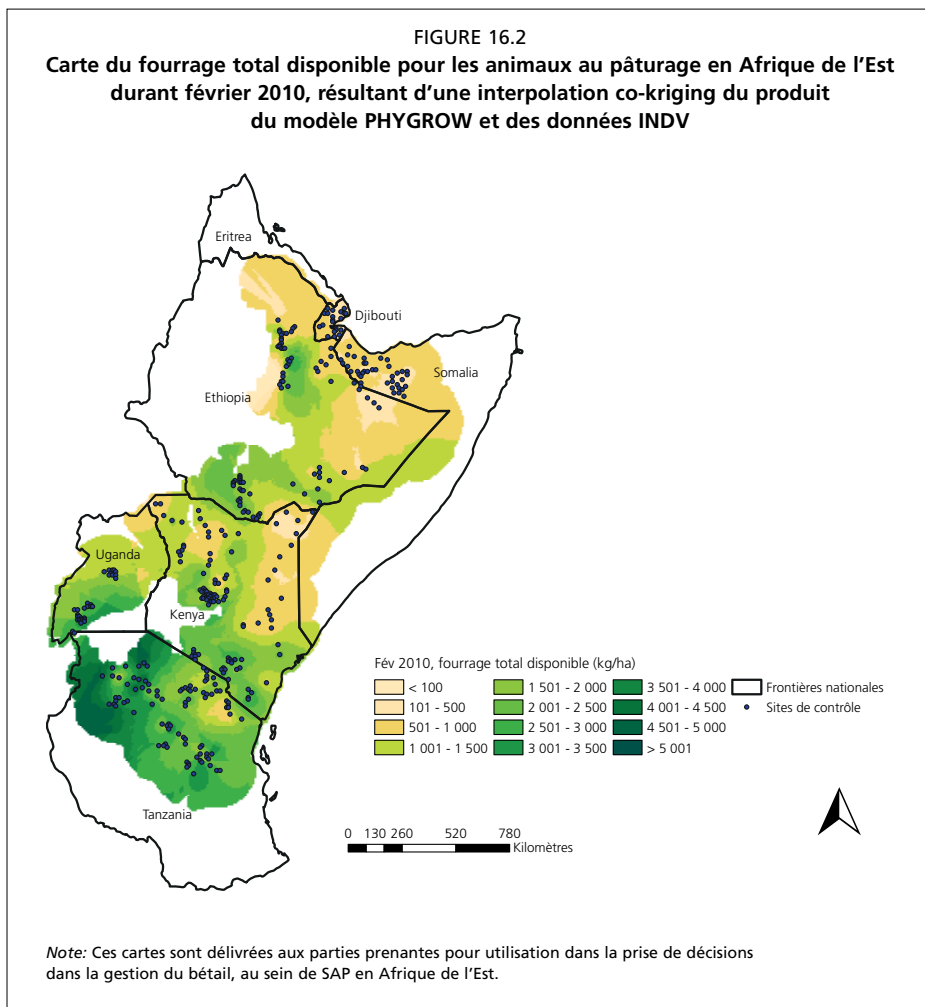 FIGURE 16.2
Carte du fourrage total disponible pour les animaux au pâturage en Afrique de l'Est
durant février 2010, résultant d'une interpolation co-kriging du produit
du modèle PHYGROW et des données INDV
Eritrea
Djibouti
Somalia
Ethiopia
Uganda
Kenya
Tanzania
Fév 2010, fourrage total disponible (kg/ha)
< 100
101 - 500
501 - 1 000
1 001 - 1 500
1 501 - 2 000
2 001 - 2 500
2 501 - 3 000
3 001 - 3 500
3 501 - 4 000
4 001 - 4 500
4 501 - 5 000
> 5 001
Frontières nationales
Sites de contrôle
0 130 260 520 780
Kilomètres
Note: Ces cartes sont délivrées aux parties prenantes pour utilisation dans la prise de décisions
dans la gestion du bétail, au sein de SAP en Afrique de l'Est.